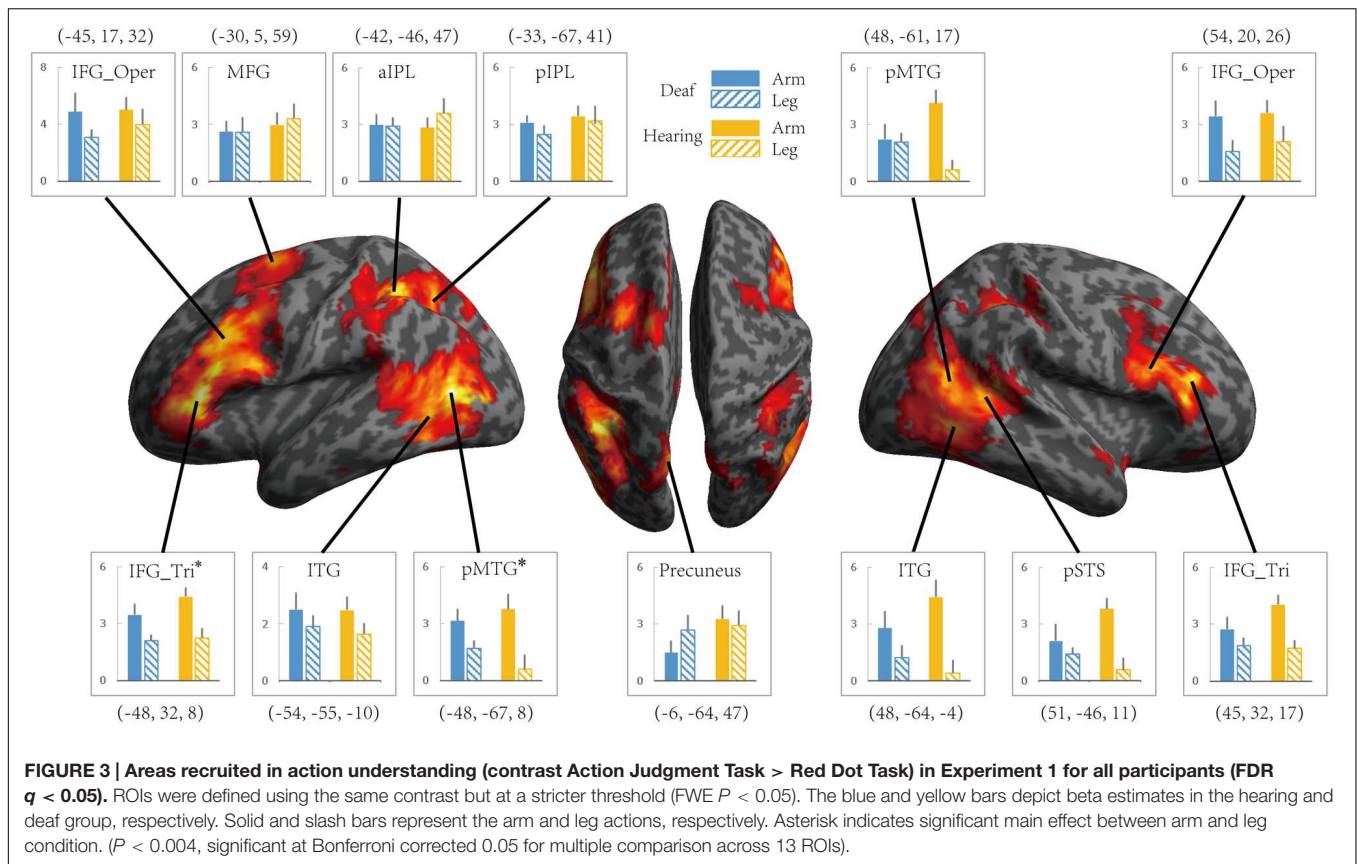 (-45, 17, 32) (-30, 5, 59) (-42, -46, 47) (-33, -67, 41) (48, -61, 17) (54, 20, 26)
IFG_Oper
8
4
0
MFG
6
3
0
aIPL
6
3
0
pIPL
6
3
0
Deaf Arm
Leg
Hearing Arm
Leg
pMTG
6
3
0
IFG_Oper
6
3
0
IFG_Tri*
6
3
0
ITG
4
2
0
pMTG*
6
3
0
Precuneus
6
3
0
ITG
6
3
0
pSTS
6
3
0
IFG_Tri
6
3
0
(-48, 32, 8) (-54, -55, -10) (-48, -67, 8) (-6, -64, 47) (48, -64, -4) (51, -46, 11) (45, 32, 17)
FIGURE 3 | Areas recruited in action understanding (contrast Action Judgment Task > Red Dot Task) in Experiment 1 for all participants (FDR
q < 0.05). ROIs were defined using the same contrast but at a stricter threshold (FWE P < 0.05). The blue and yellow bars depict beta estimates in the hearing and
deaf group, respectively. Solid and slash bars represent the arm and leg actions, respectively. Asterisk indicates significant main effect between arm and leg
condition. (P < 0.004, significant at Bonferroni corrected 0.05 for multiple comparison across 13 ROIs).